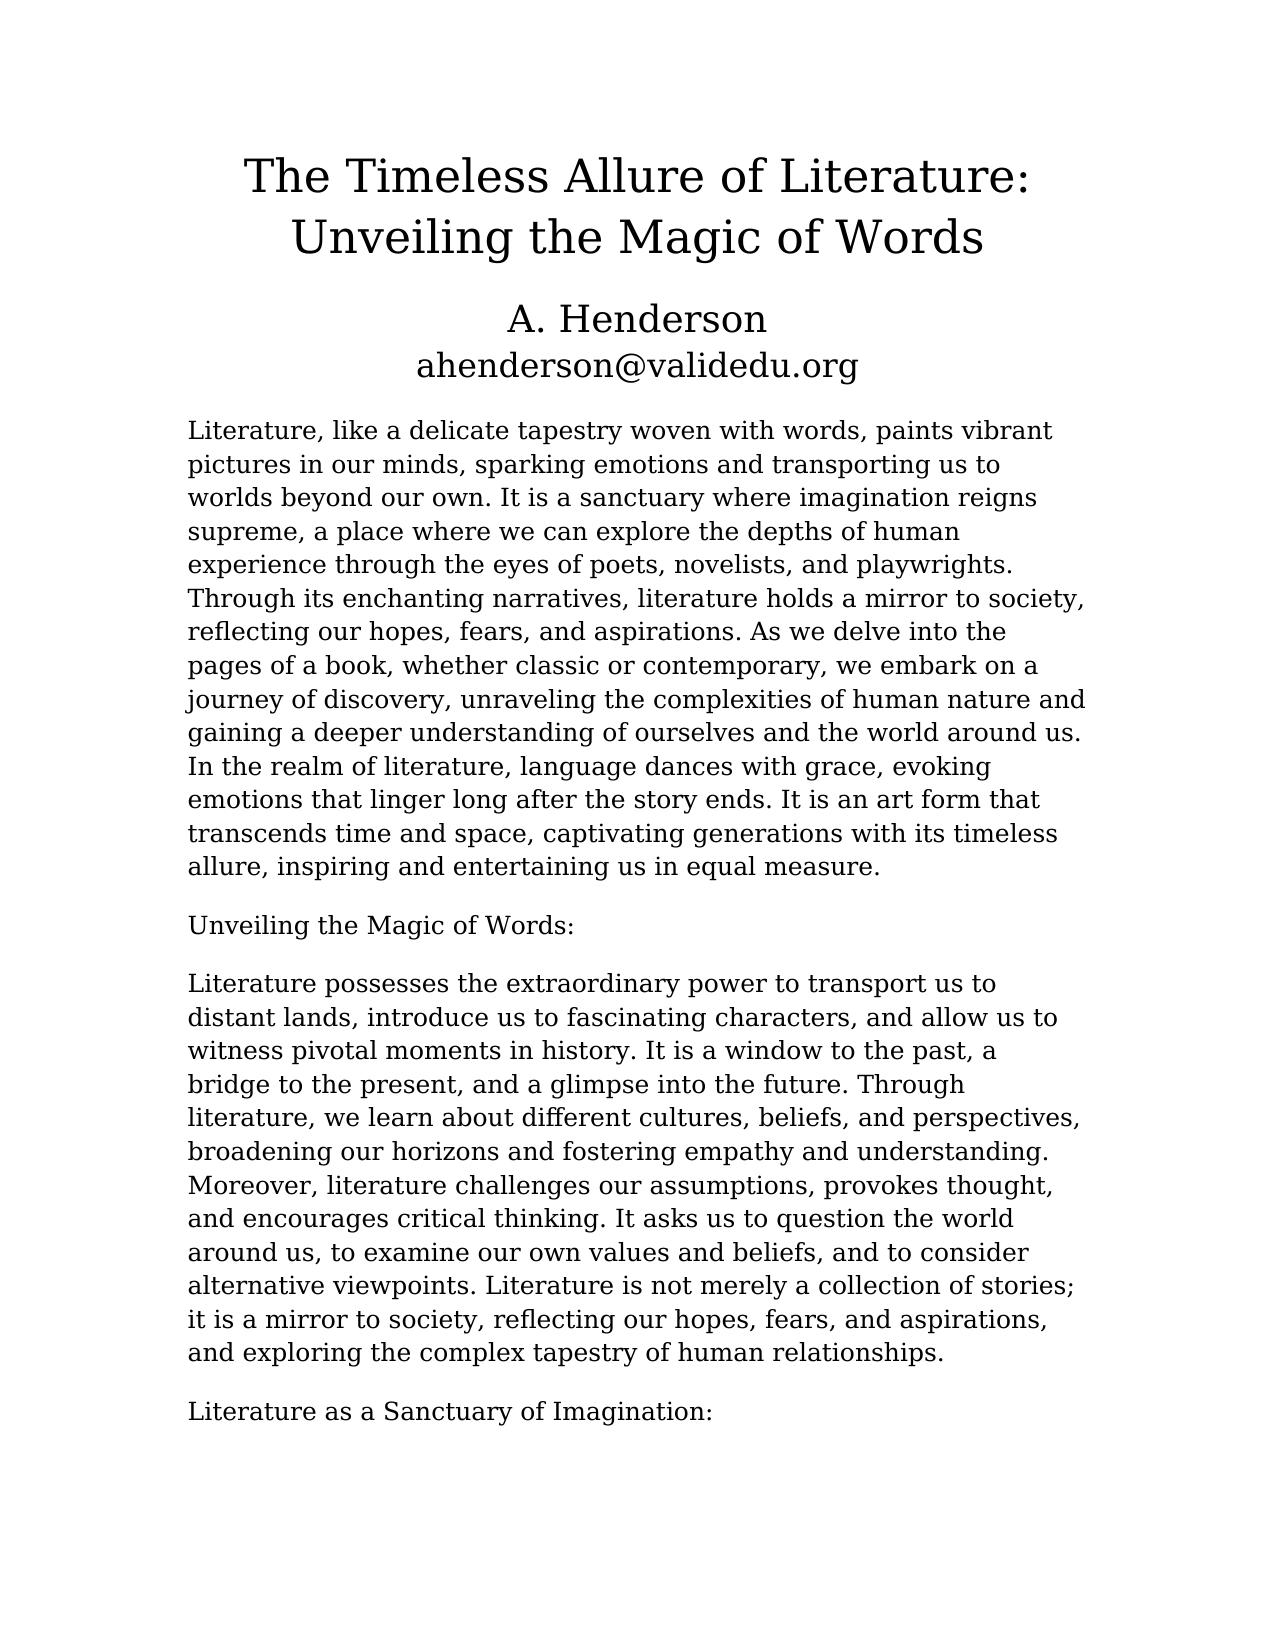 The Timeless Allure of Literature:
Unveiling the Magic of Words
A. Henderson
ahenderson@validedu.org
Literature, like a delicate tapestry woven with words, paints vibrant
pictures in our minds, sparking emotions and transporting us to
worlds beyond our own. It is a sanctuary where imagination reigns
supreme, a place where we can explore the depths of human
experience through the eyes of poets, novelists, and playwrights.
Through its enchanting narratives, literature holds a mirror to society,
reflecting our hopes, fears, and aspirations. As we delve into the
pages of a book, whether classic or contemporary, we embark on a
journey of discovery, unraveling the complexities of human nature and
gaining a deeper understanding of ourselves and the world around us.
In the realm of literature, language dances with grace, evoking
emotions that linger long after the story ends. It is an art form that
transcends time and space, captivating generations with its timeless
allure, inspiring and entertaining us in equal measure.
Unveiling the Magic of Words:
Literature possesses the extraordinary power to transport us to
distant lands, introduce us to fascinating characters, and allow us to
witness pivotal moments in history. It is a window to the past, a
bridge to the present, and a glimpse into the future. Through
literature, we learn about different cultures, beliefs, and perspectives,
broadening our horizons and fostering empathy and understanding.
Moreover, literature challenges our assumptions, provokes thought,
and encourages critical thinking. It asks us to question the world
around us, to examine our own values and beliefs, and to consider
alternative viewpoints. Literature is not merely a collection of stories;
it is a mirror to society, reflecting our hopes, fears, and aspirations,
and exploring the complex tapestry of human relationships.
Literature as a Sanctuary of Imagination: